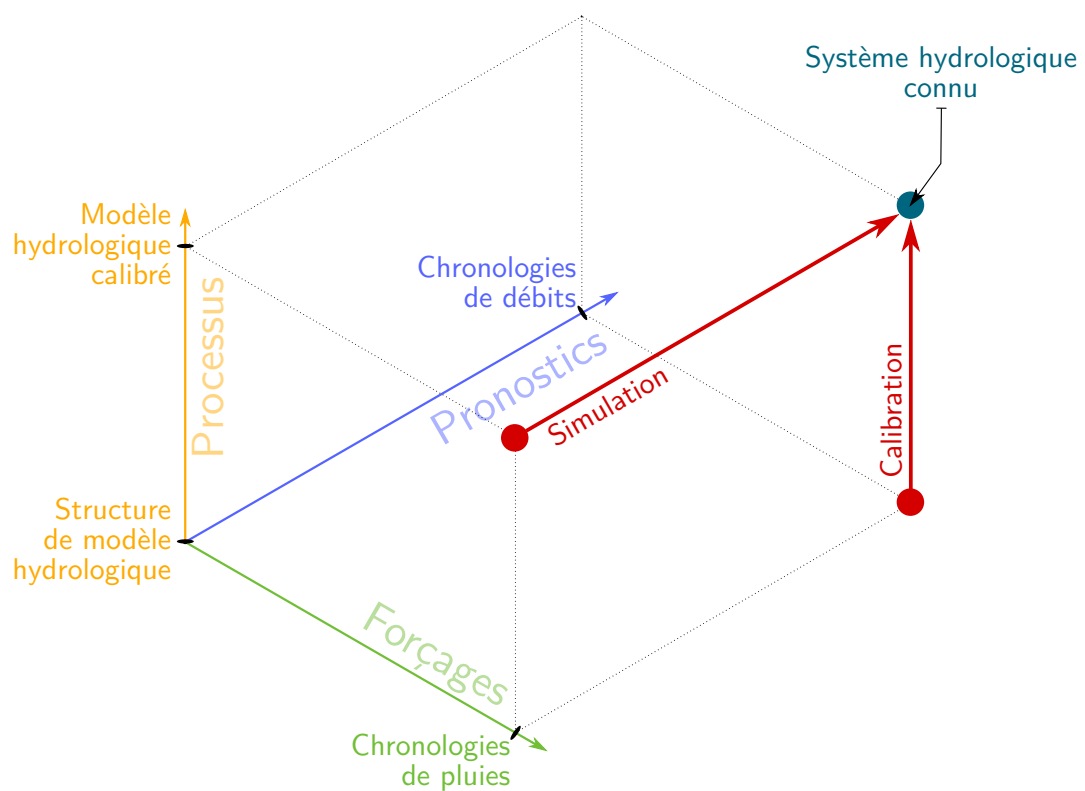 Système hydrologique
connu
Modèle
hydrologique
calibré
Processus
Chronologies
de débits
Pronostics
Simulation
Calibration
Structure
de modèle
hydrologique
Forçages
Chronologies
de pluies